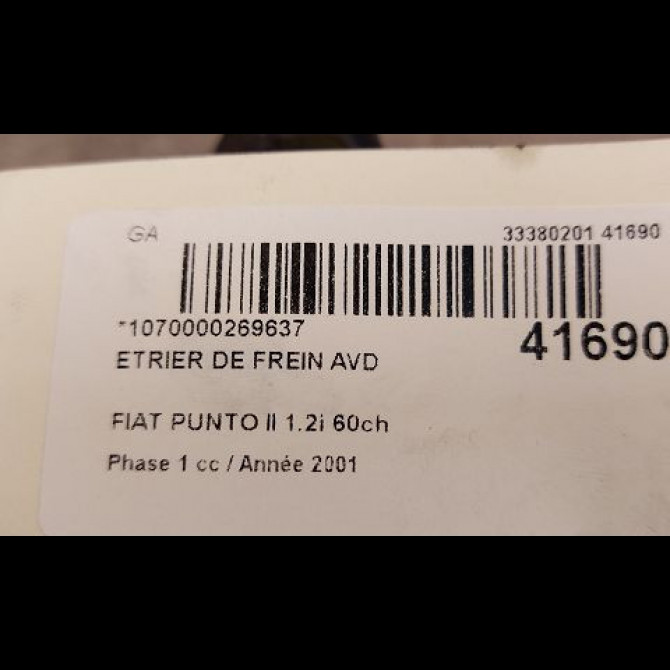 GA
33380201 41690
*1070000269637
41690
ETRIER DE FREIN AVD
FIAT PUNTO II 1.2i 60ch
Phase 1 cc / Année 2001